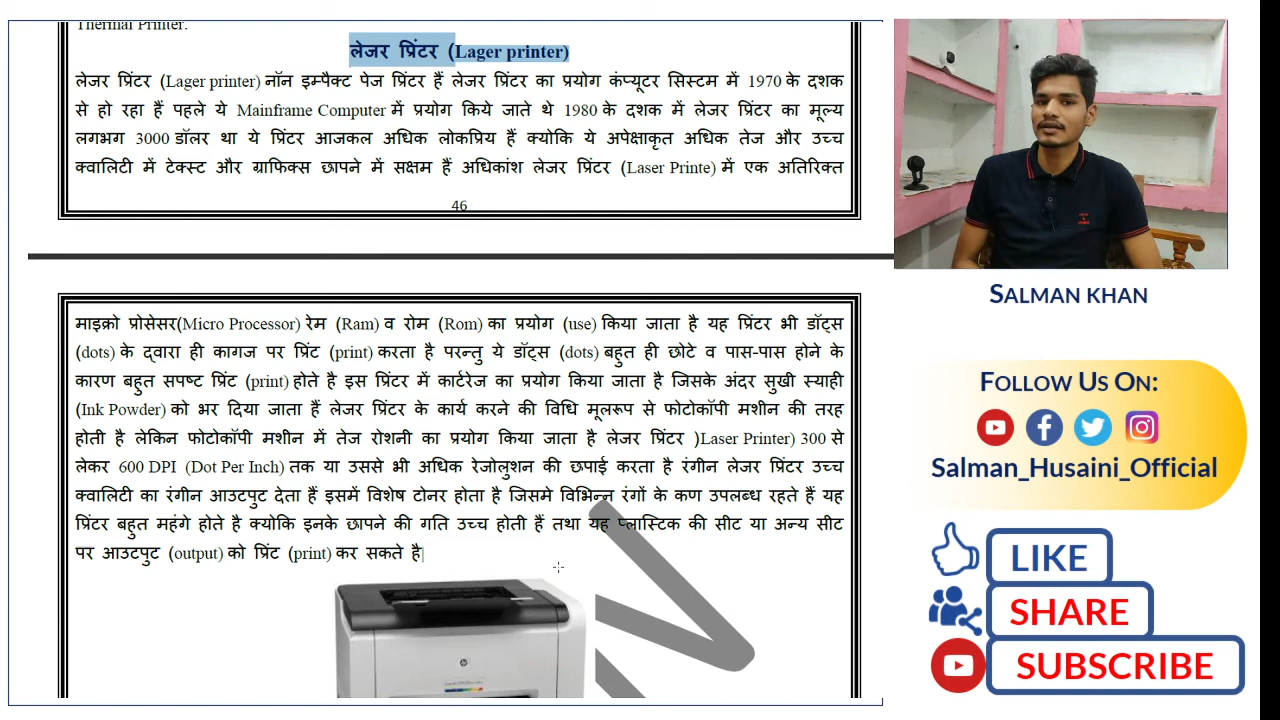 Thermal Printer.
लेजर प्रिंटर (Lager printer)
लेजर प्रिंटर (Lager printer) नॉन इम्पैक्ट पेज प्रिंटर हैं लेजर प्रिंटर का प्रयोग कंप्यूटर सिस्टम में 1970 के दशक
से हो रहा हैं पहले ये Mainframe Computer में प्रयोग किये जाते थे 1980 के दशक में लेजर प्रिंटर का मूल्य
लगभग 3000 डॉलर था ये प्रिंटर आजकल अधिक लोकप्रिय हैं क्योकि ये अपेक्षाकृत अधिक तेज और उच्च
क्वालिटी में टेक्स्ट और ग्राफिक्स छापने में सक्षम हैं अधिकांश लेजर प्रिंटर (Laser Printe) में एक अतिरिक्त
46
माइक्रो प्रोसेसर(Micro Processor) रेम (Ram) व रोम (Rom) का प्रयोग (use) किया जाता है यह प्रिंटर भी डॉट्स
(dots) के द्वारा ही कागज पर प्रिंट (print) करता है परन्तु ये डॉट्स (dots) बहुत ही छोटे व पास-पास होने के
कारण बहुत सपष्ट प्रिंट (print) होते है इस प्रिंटर में कार्टरेज का प्रयोग किया जाता है जिसके अंदर सुखी स्याही
(Ink Powder) को भर दिया जाता हैं लेजर प्रिंटर के कार्य करने की विधि मूलरूप से फोटोकॉपी मशीन की तरह
होती है लेकिन फोटोकॉपी मशीन में तेज रोशनी का प्रयोग किया जाता है लेजर प्रिंटर )Laser Printer) 300 से
लेकर 600 DPI (Dot Per Inch) तक या उससे भी अधिक रेजोलुशन की छपाई करता है रंगीन लेजर प्रिंटर उच्च
क्वालिटी का रंगीन आउटपुट देता हैं इसमें विशेष टोनर होता है जिसमे विभिन्न रंगों के कण उपलब्ध रहते हैं यह
प्रिंटर बहुत महंगे होते है क्योकि इनके छापने की गति उच्च होती हैं तथा यह प्लास्टिक की सीट या अन्य सीट
पर आउटपुट (output) को प्रिंट (print) कर सकते है
hp
SALMAN KHAN
FOLLOW US ON:
Salman_Husaini_Official
LIKE
SHARE
SUBSCRIBE